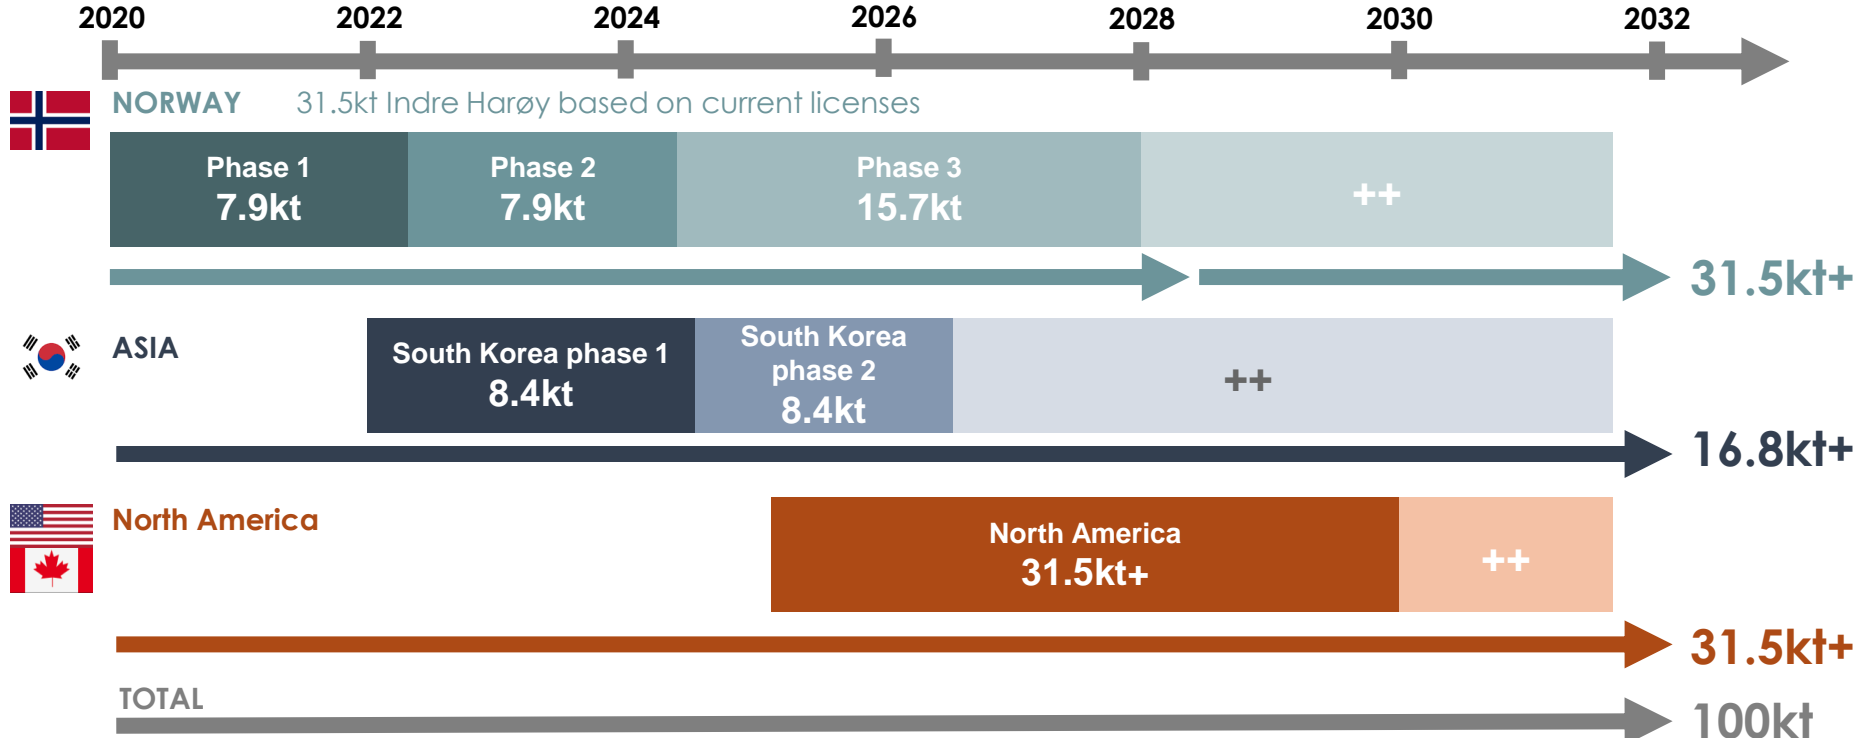 2020 2022 2024 2026 2028 2030 2032
NORWAY 31.5kt Indre Harøy based on current licenses
Phase 1
7.9kt
Phase 2
7.9kt
Phase 3
15.7kt
++
31.5kt+
ASIA
South Korea phase 1
8.4kt
South Korea
phase 2
8.4kt
++
16.8kt+
North America
North America
31.5kt+
++
31.5kt+
TOTAL
100kt